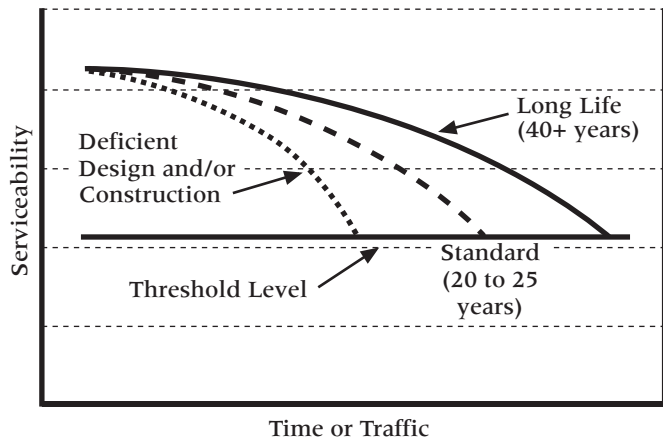 Long Life
(40+ years)
Deficient
Design and/or
Construction
Serviceability
Standard
(20 to 25
years)
Threshold Level
Time or Traffic